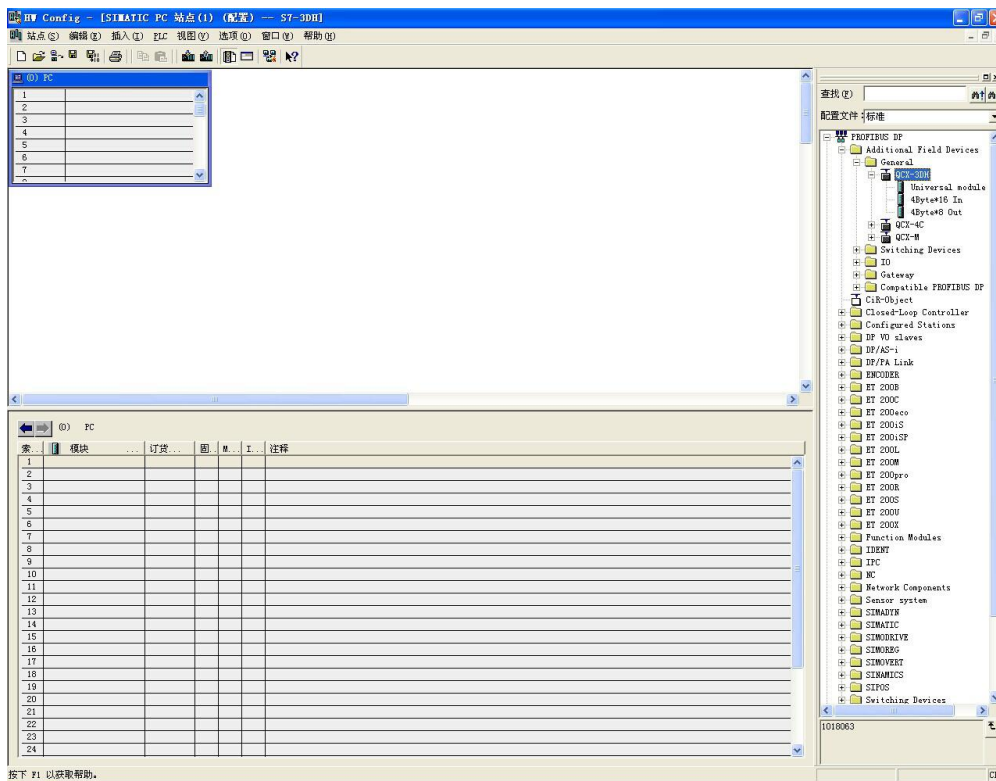 HW Config - [SIMATIC PC 站点(1) (配置) -- S7-3DH]
站点(S) 编辑(E) 插入(I) PLC 视图(V) 选项(O) 窗口(W) 帮助(H)
(0) PC
1
2
3
4
5
6
7
查找(F)
配置文件: 标准
PROFIBUS DP
Additional Field Devices
General
QCX-3DH
Universal module
4Byte*16 In
4Byte*8 Out
QCX-4C
QCX-M
Switching Devices
IO
Gateway
Compatible PROFIBUS DP
CiR-Object
Closed-Loop Controller
Configured Stations
DP V0 slaves
DP/AS-i
DP/PA Link
ENCODER
ET 200B
ET 200C
ET 200eco
ET 200iS
ET 200iSP
ET 200L
ET 200M
ET 200pro
ET 200R
ET 200S
ET 200U
ET 200X
Function Modules
IDENT
IPC
NC
Network Components
Sensor system
SIMADYN
SIMATIC
SIMODRIVE
SIMOREG
SIMOVERT
SINAMICS
SIPOS
Switching Devices
1018063
(0) PC
索... 模块 ... 订货... 固.. M... I... 注释
1
2
3
4
5
6
7
8
9
10
11
12
13
14
15
16
17
18
19
20
21
22
23
24
按下 F1 以获取帮助。